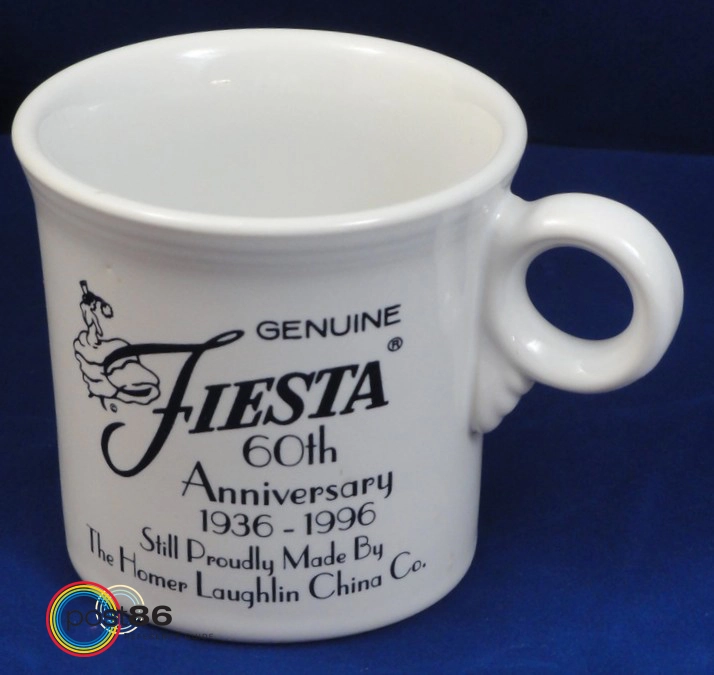 GENUINE
FIESTA®
60th
Anniversary
1936 - 1996
Still Proudly Made By
The Homer Laughlin China Co.
©
post86